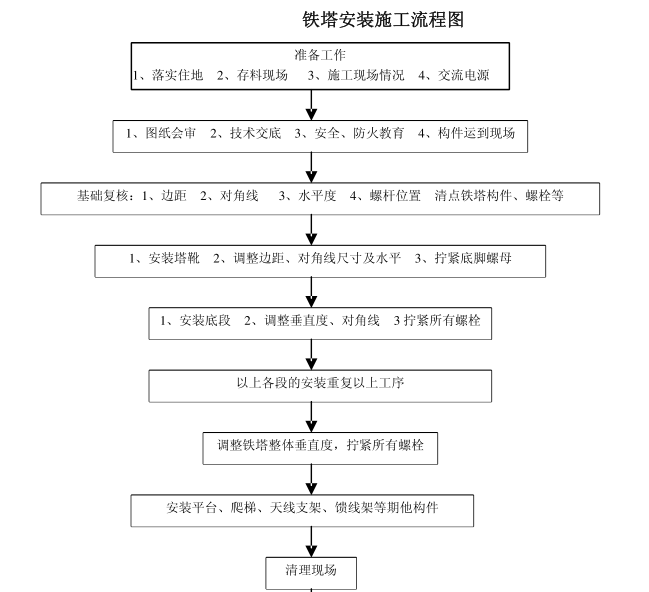 铁塔安装施工流程图
准备工作
1、落实住地 2、存料现场 3、施工现场情况 4、交流电源
1、图纸会审 2、技术交底 3、安全、防火教育 4、构件运到现场
基础复核：1、边距 2、对角线 3、水平度 4、螺杆位置 清点铁塔构件、螺栓等
1、安装塔靴 2、调整边距、对角线尺寸及水平 3、拧紧底脚螺母
1、安装底段 2、调整垂直度、对角线 3 拧紧所有螺栓
以上各段的安装重复以上工序
调整铁塔整体垂直度，拧紧所有螺栓
安装平台、爬梯、天线支架、馈线架等期他构件
清理现场